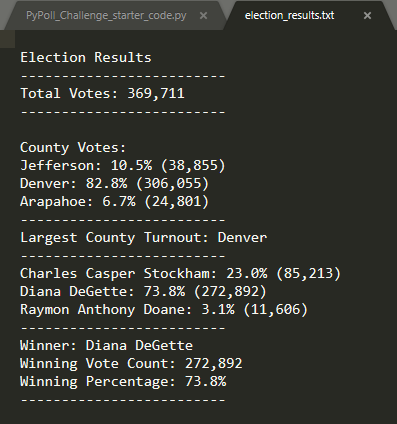 PyPoll_Challenge_starter_code.py × election_results.txt ×
Election Results
-------------------------
Total Votes: 369,711
-------------------------
County Votes:
Jefferson: 10.5% (38,855)
Denver: 82.8% (306,055)
Arapahoe: 6.7% (24,801)
-------------------------
Largest County Turnout: Denver
-------------------------
Charles Casper Stockham: 23.0% (85,213)
Diana DeGette: 73.8% (272,892)
Raymon Anthony Doane: 3.1% (11,606)
-------------------------
Winner: Diana DeGette
Winning Vote Count: 272,892
Winning Percentage: 73.8%
-------------------------